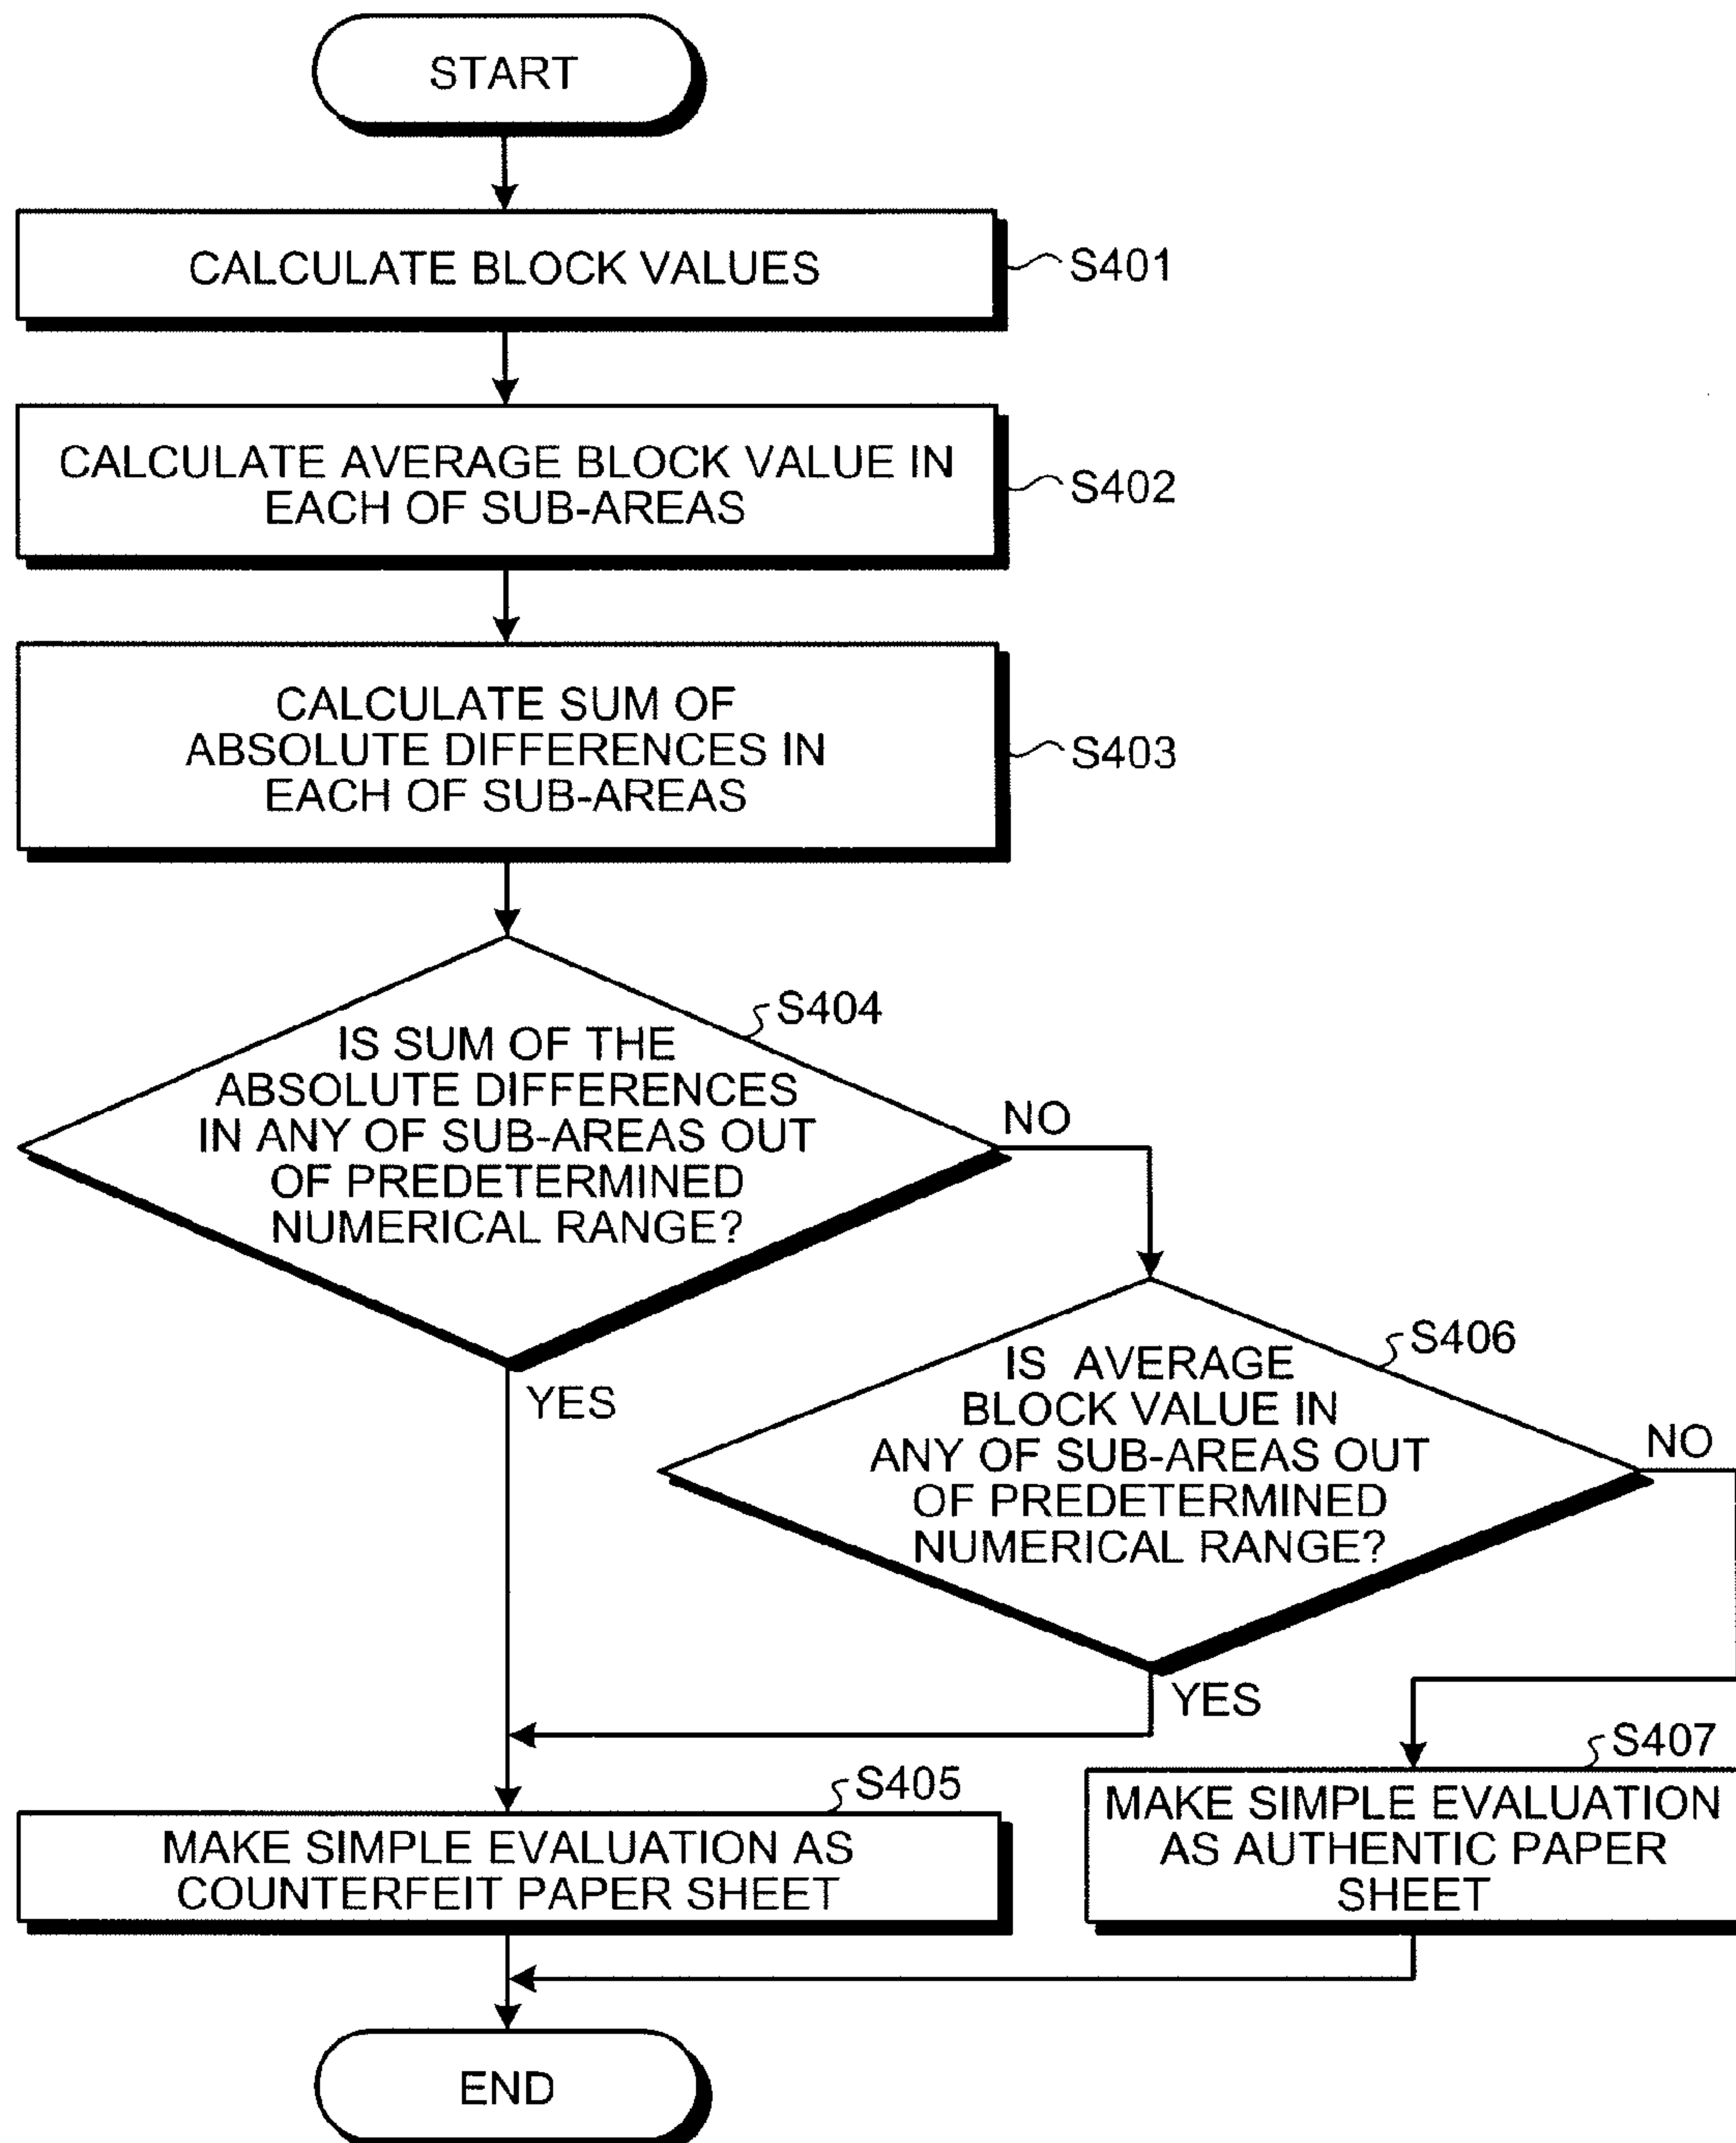 START
CALCULATE BLOCK VALUES
S401
CALCULATE AVERAGE BLOCK VALUE IN
EACH OF SUB-AREAS
S402
CALCULATE SUM OF
ABSOLUTE DIFFERENCES IN
EACH OF SUB-AREAS
S403
S404
IS SUM OF THE
ABSOLUTE DIFFERENCES
IN ANY OF SUB-AREAS OUT
OF PREDETERMINED
NUMERICAL RANGE?
NO
YES
S406
IS AVERAGE
BLOCK VALUE IN
ANY OF SUB-AREAS OUT
OF PREDETERMINED
NUMERICAL RANGE?
NO
YES
S405
MAKE SIMPLE EVALUATION AS
COUNTERFEIT PAPER SHEET
S407
MAKE SIMPLE EVALUATION
AS AUTHENTIC PAPER
SHEET
END